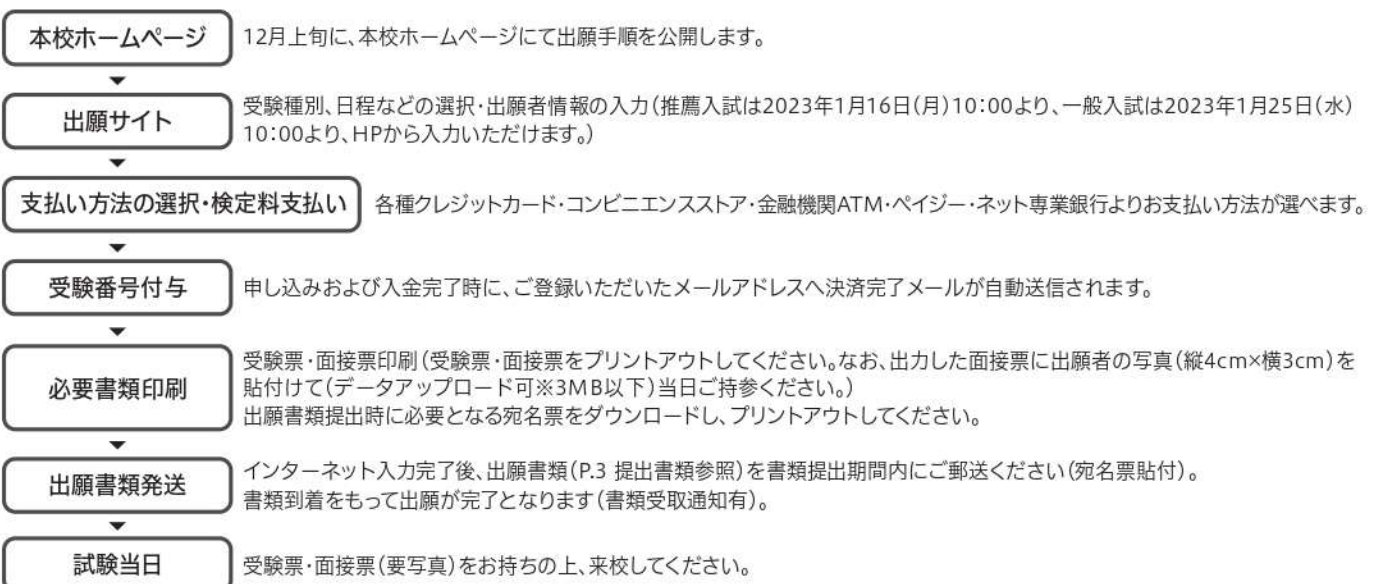 本校ホームページ
12月上旬に、本校ホームページにて出願手順を公開します。
出願サイト
受験種別、日程などの選択・出願者情報の入力（推薦入試は2023年1月16日（月）10：00より、一般入試は2023年1月25日（水）
10：00より、HPから入力いただけます。）
支払い方法の選択・検定料支払い
各種クレジットカード・コンビニエンスストア・金融機関ATM・ペイジー・ネット専業銀行よりお支払い方法が選べます。
受験番号付与
申し込みおよび入金完了時に、ご登録いただいたメールアドレスへ決済完了メールが自動送信されます。
必要書類印刷
受験票・面接票印刷（受験票・面接票をプリントアウトしてください。なお、出力した面接票に出願者の写真（縦4cm×横3cm）を
貼付けて（データアップロード可※3MB以下）当日ご持参ください。）
出願書類提出時に必要となる宛名票をダウンロードし、プリントアウトしてください。
出願書類発送
インターネット入力完了後、出願書類（P.3 提出書類参照）を書類提出期間内にご郵送ください（宛名票貼付）。
書類到着をもって出願が完了となります（書類受取通知有）。
試験当日
受験票・面接票（要写真）をお持ちの上、来校してください。